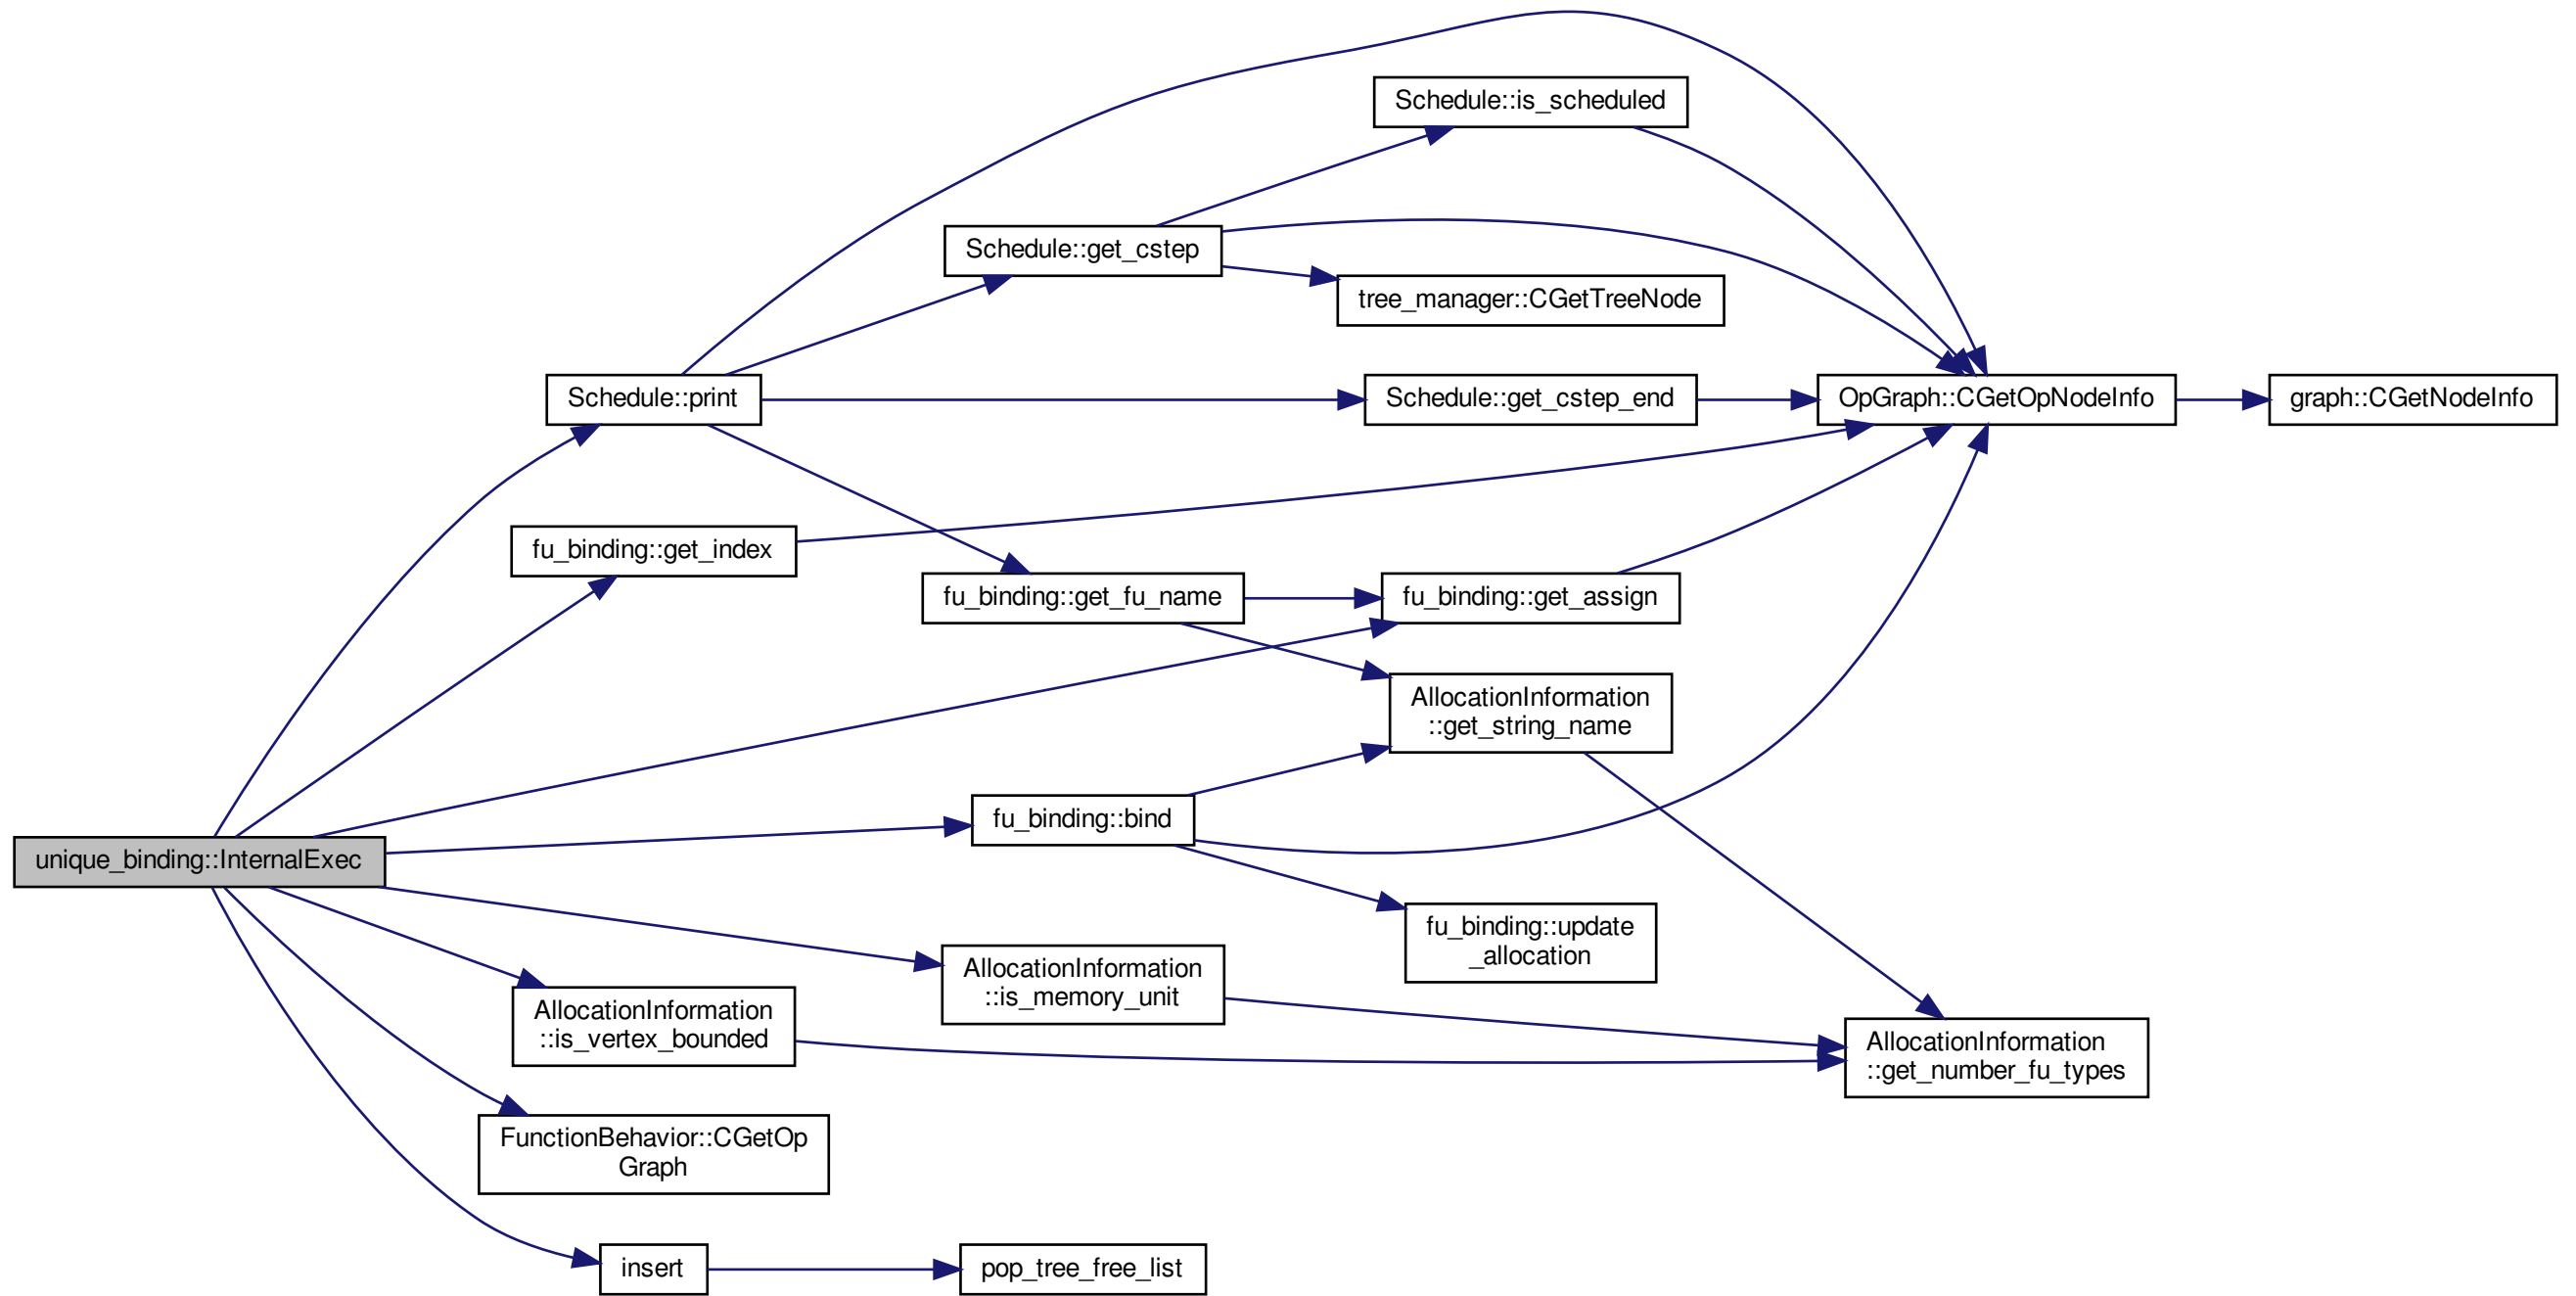 Schedule::is_scheduled
Schedule::get_cstep
tree_manager::CGetTreeNode
Schedule::print
Schedule::get_cstep_end
OpGraph::CGetOpNodeInfo
graph::CGetNodeInfo
fu_binding::get_index
fu_binding::get_fu_name
fu_binding::get_assign
AllocationInformation
::get_string_name
fu_binding::bind
unique_binding::InternalExec
fu_binding::update
_allocation
AllocationInformation
::is_memory_unit
AllocationInformation
::is_vertex_bounded
AllocationInformation
::get_number_fu_types
FunctionBehavior::CGetOp
Graph
insert
pop_tree_free_list